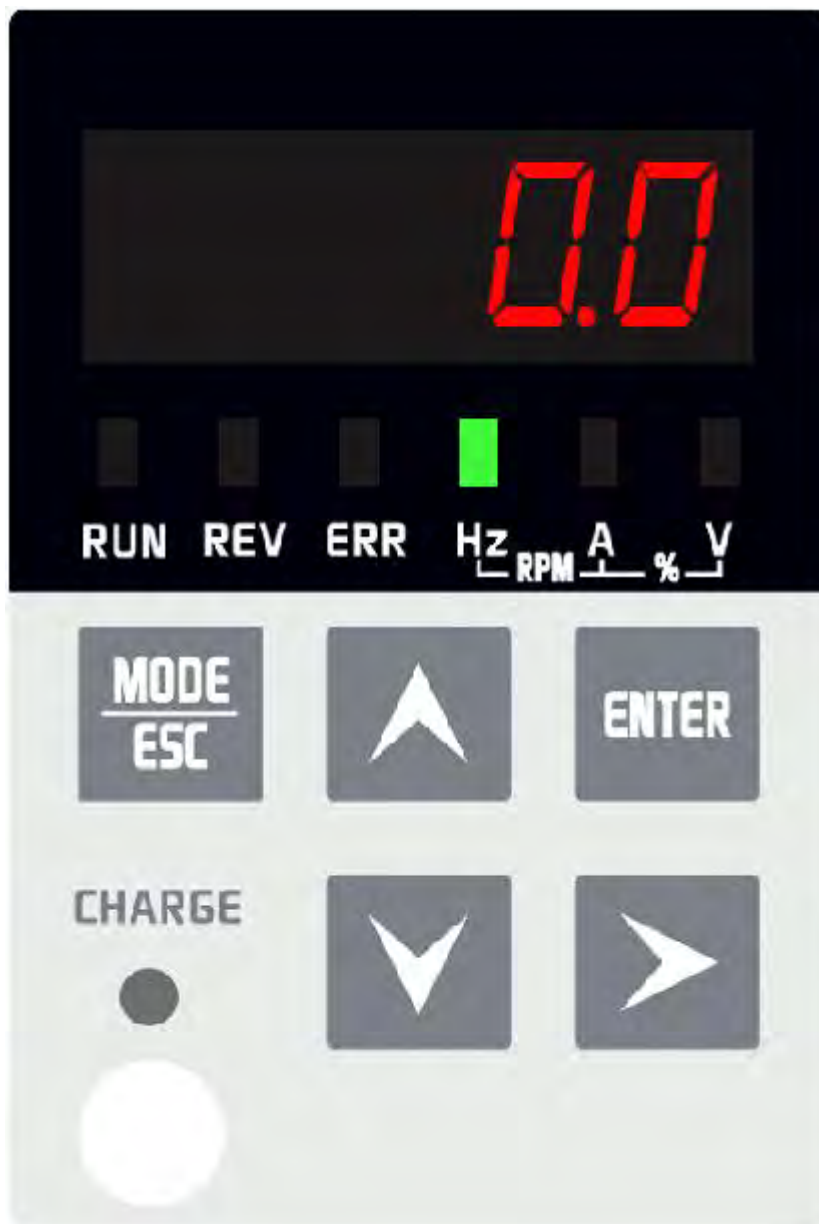 0.0
RUN REV ERR Hz A V
RPM %
MODE
ESC
ENTER
CHARGE